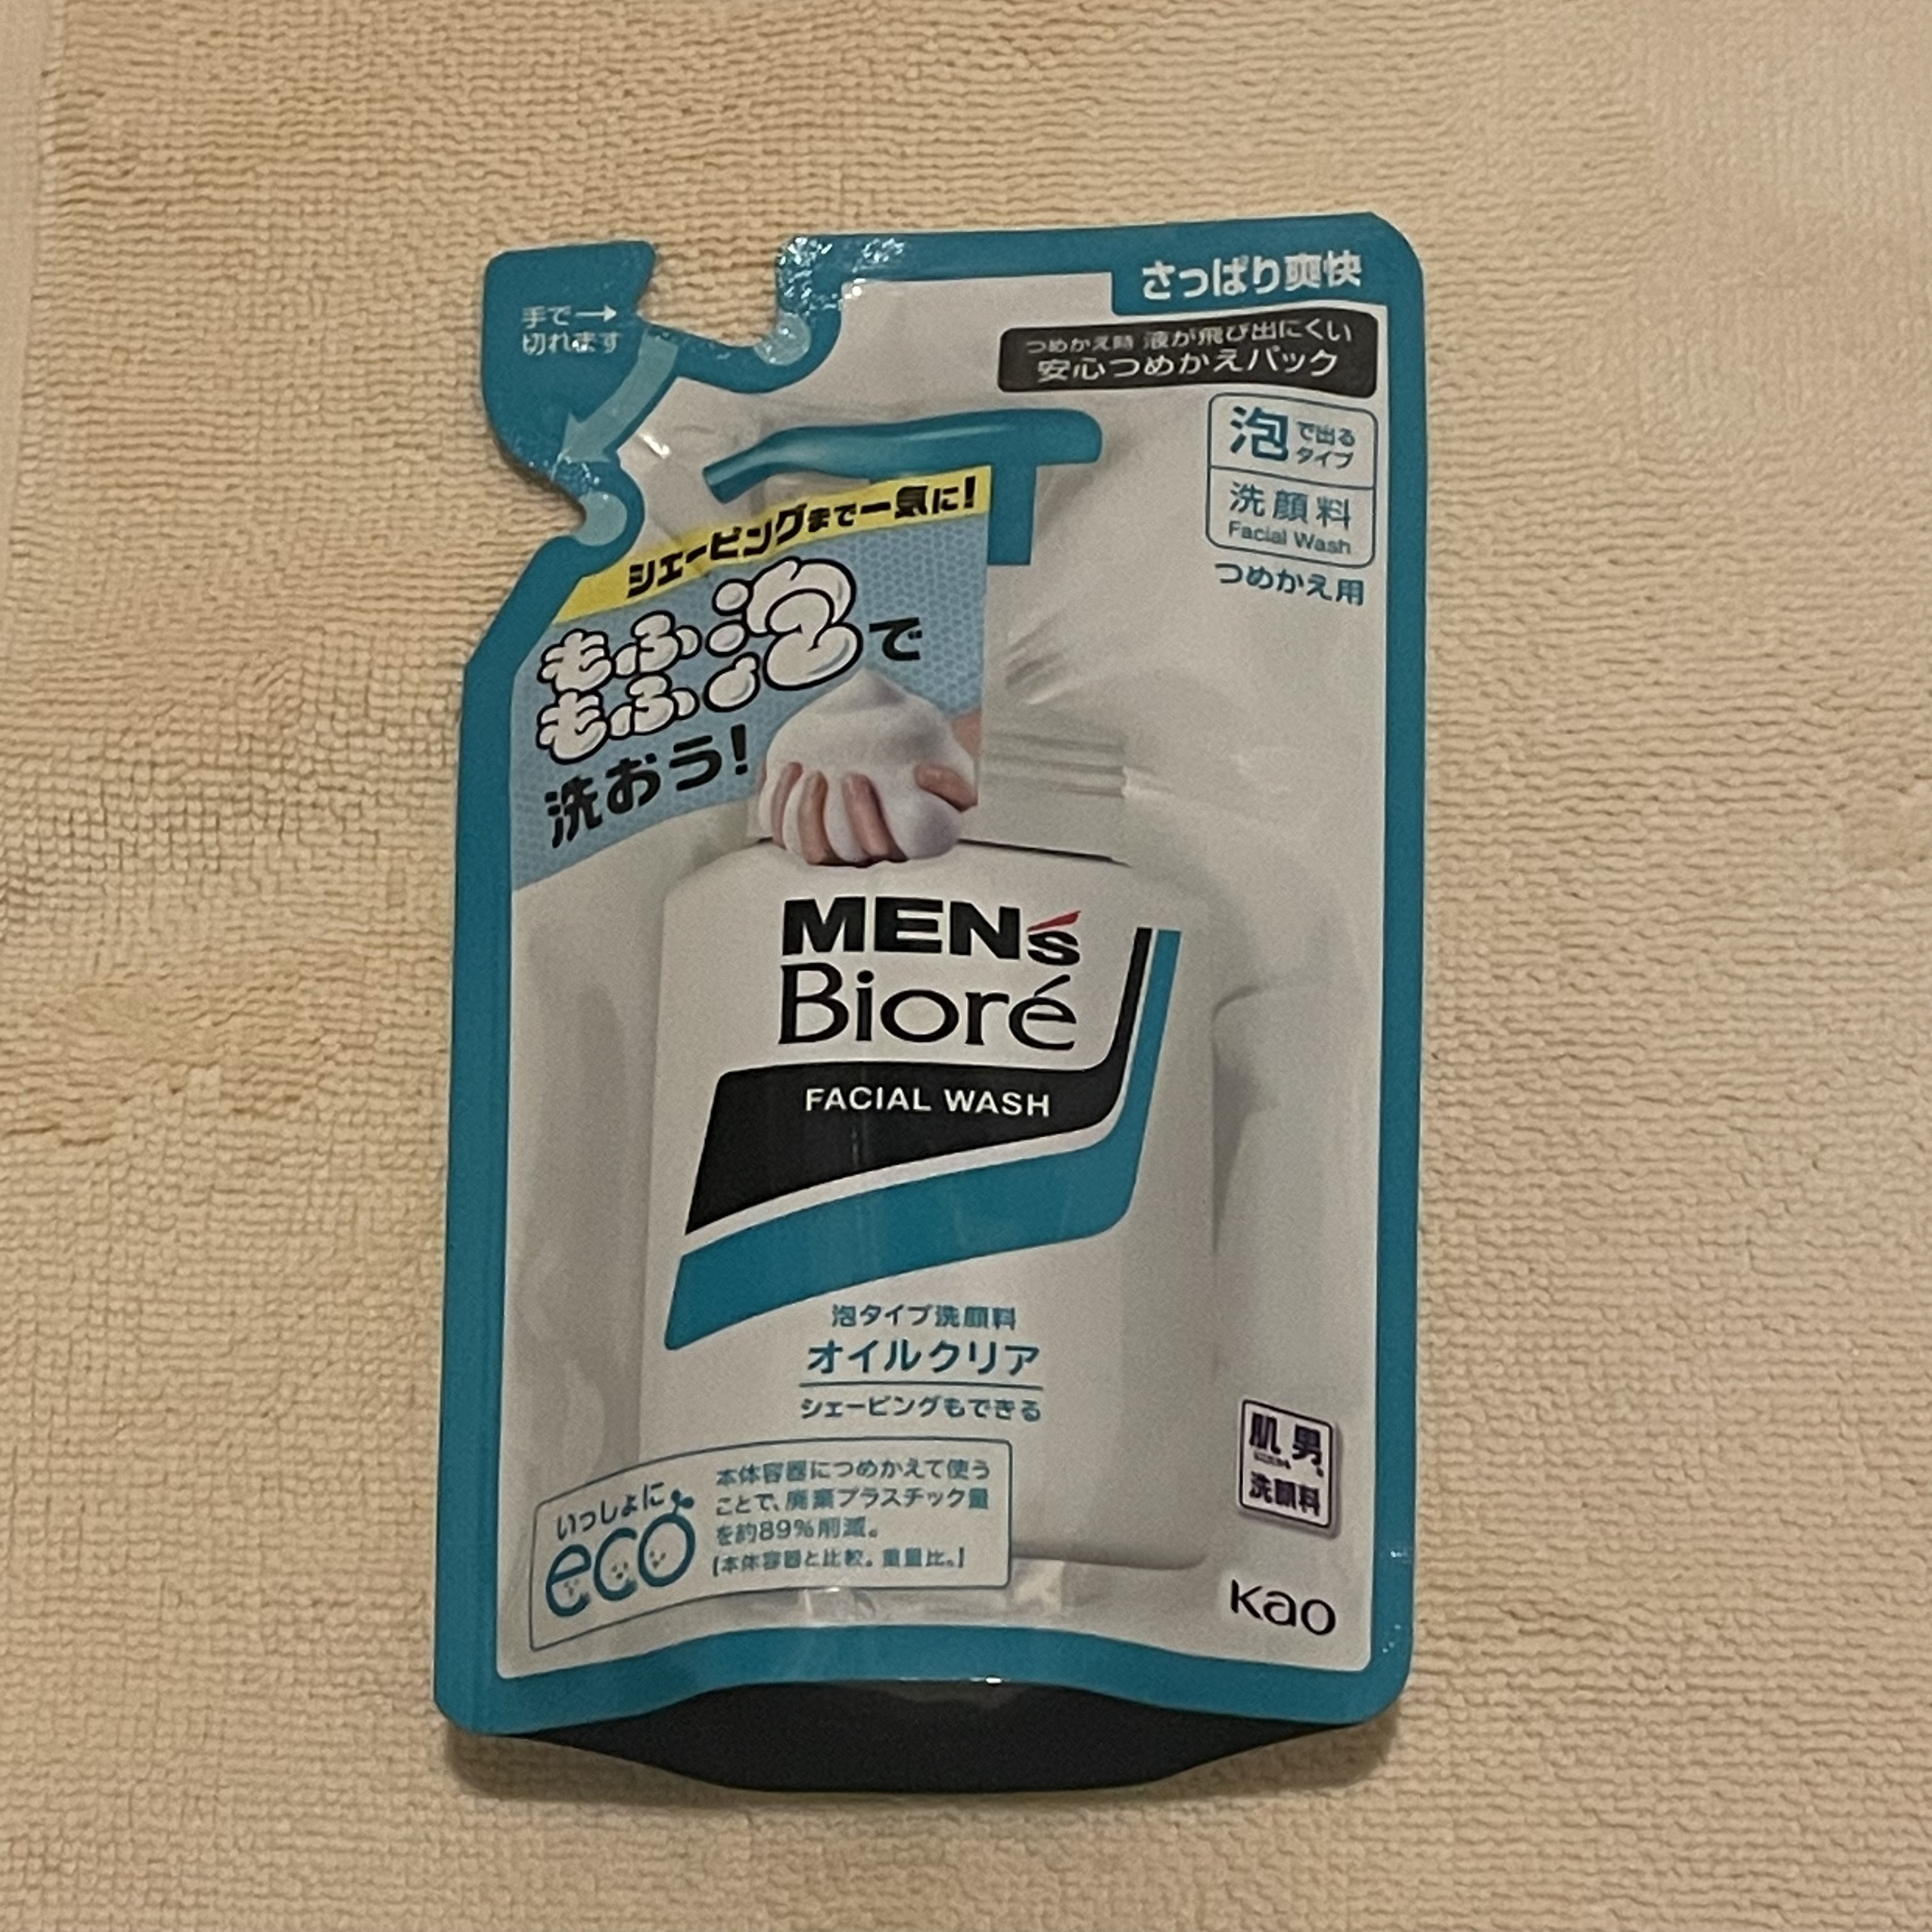 手で→
切れます
さっぱり爽快
つめかえ時 液が飛び出にくい
安心つめかえパック
泡で出る
タイプ
洗顔料
Facial Wash
つめかえ用
シェービングまで一気に!
もふもふ泡で
洗おう!
MEN's
Bioré
FACIAL WASH
泡タイプ洗顔料
オイルクリア
シェービングもできる
いっしょに
eco
本体容器につめかえて使う
ことで、廃棄プラスチック量
を約89%削減。
[本体容器と比較。重量比。]
男、
肌
洗顔料
Kao